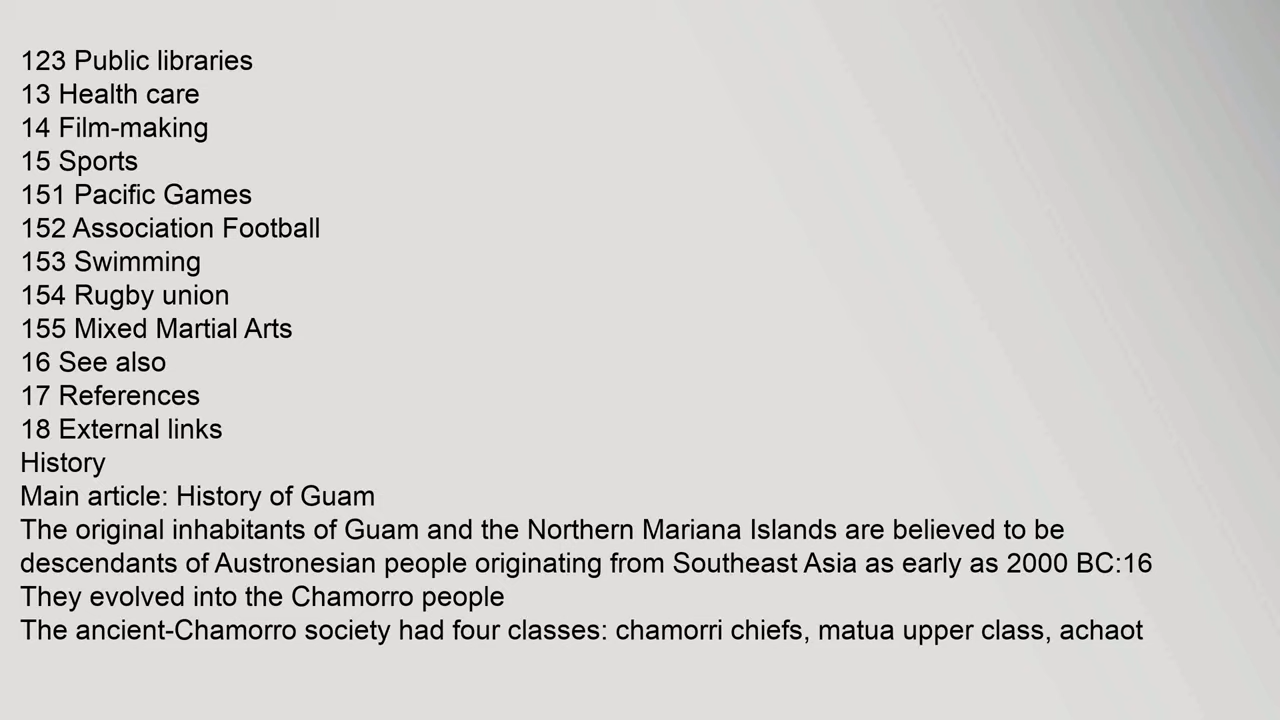 123 Public libraries
13 Health care
14 Film-making
15 Sports
151 Pacific Games
152 Association Football
153 Swimming
154 Rugby union
155 Mixed Martial Arts
16 See also
17 References
18 External links
History
Main article: History of Guam
The original inhabitants of Guam and the Northern Mariana Islands are believed to be
descendants of Austronesian people originating from Southeast Asia as early as 2000 BC:16
They evolved into the Chamorro people
The ancient-Chamorro society had four classes: chamorri chiefs, matua upper class, achaot